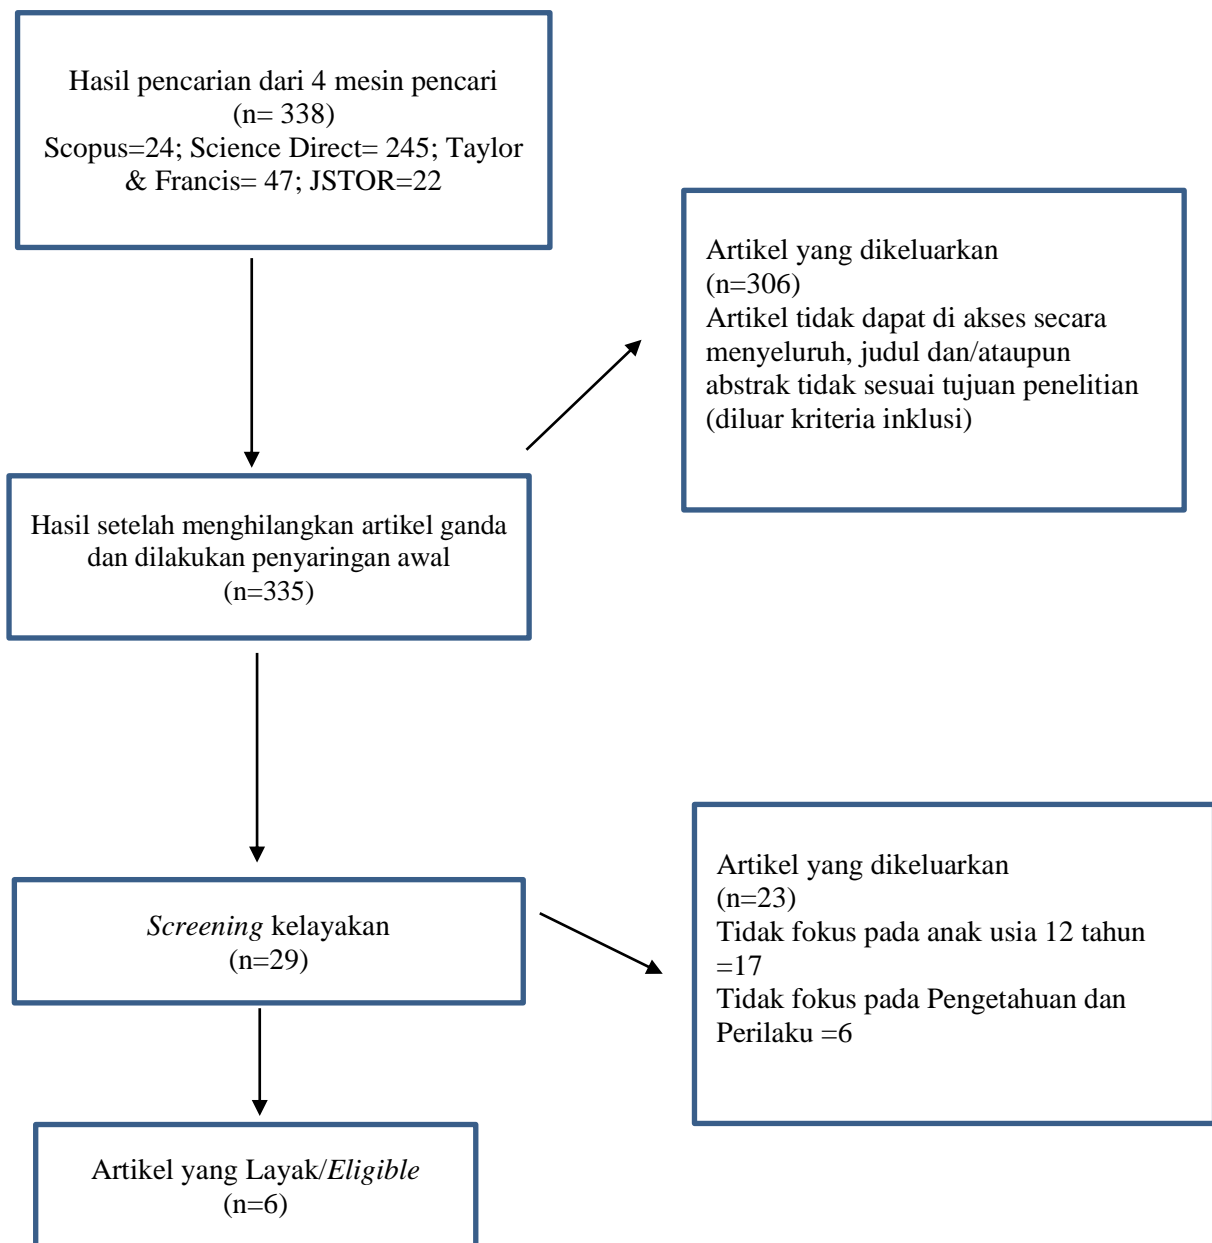 Hasil pencarian dari 4 mesin pencari
(n= 338)
Scopus=24; Science Direct= 245; Taylor
& Francis= 47; JSTOR=22
Artikel yang dikeluarkan
(n=306)
Artikel tidak dapat di akses secara
menyeluruh, judul dan/ataupun
abstrak tidak sesuai tujuan penelitian
(diluar kriteria inklusi)
Hasil setelah menghilangkan artikel ganda
dan dilakukan penyaringan awal
(n=335)
Artikel yang dikeluarkan
(n=23)
Tidak fokus pada anak usia 12 tahun
=17
Tidak fokus pada Pengetahuan dan
Perilaku =6
Screening kelayakan
(n=29)
Artikel yang Layak/Eligible
(n=6)